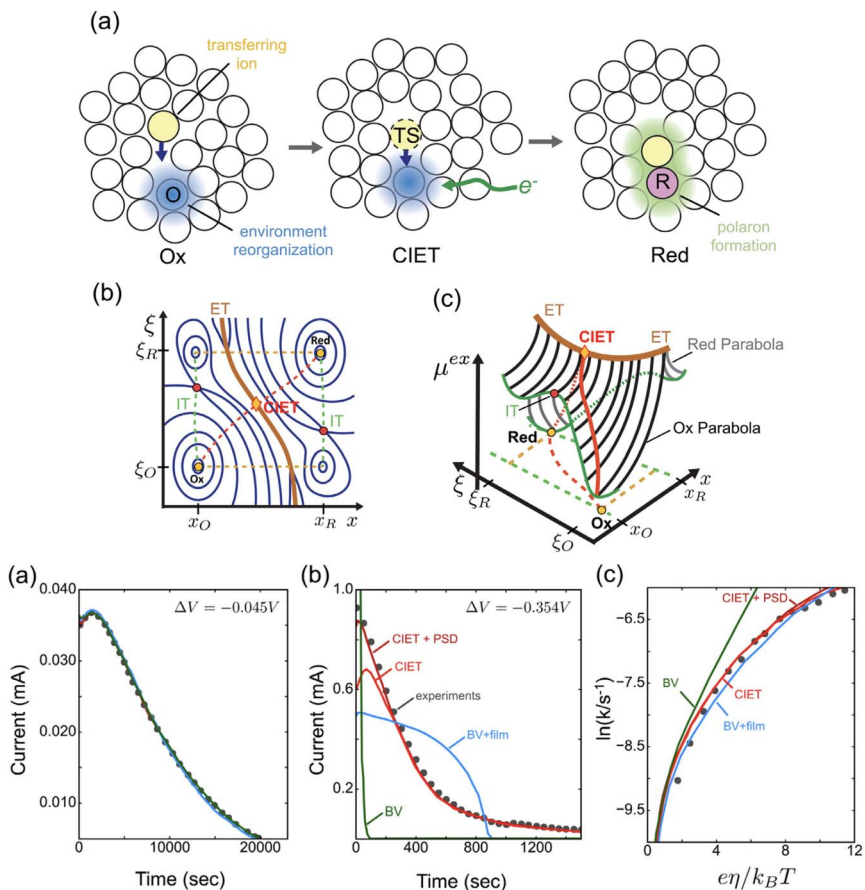 (a)
transferring
ion
TS
O
e-
R
environment
reorganization
polaron
formation
Ox
CIET
Red
(b)
ET
ξ
ξR
Red
IT
CIET
IT
ξO
Ox
xO
xR
x
(c)
ET
CIET
ET
Red Parabola
μex
IT
Red
Ox Parabola
ξ
ξR
x
xR
Ox
xO
ξO
(a)
0.040
ΔV = −0.045V
0.030
Current (mA)
0.020
0.010
0
10000
20000
Time (sec)
(b)
1.0
ΔV = −0.354V
CIET + PSD
CIET
experiments
0.6
Current (mA)
BV+film
0.2
BV
0
400
800
1200
Time (sec)
(c)
CIET + PSD
-6.5
BV
CIET
-7.5
BV+film
ln(k/s-1)
-8.5
-9.5
0
4
8
12
eη/kBT